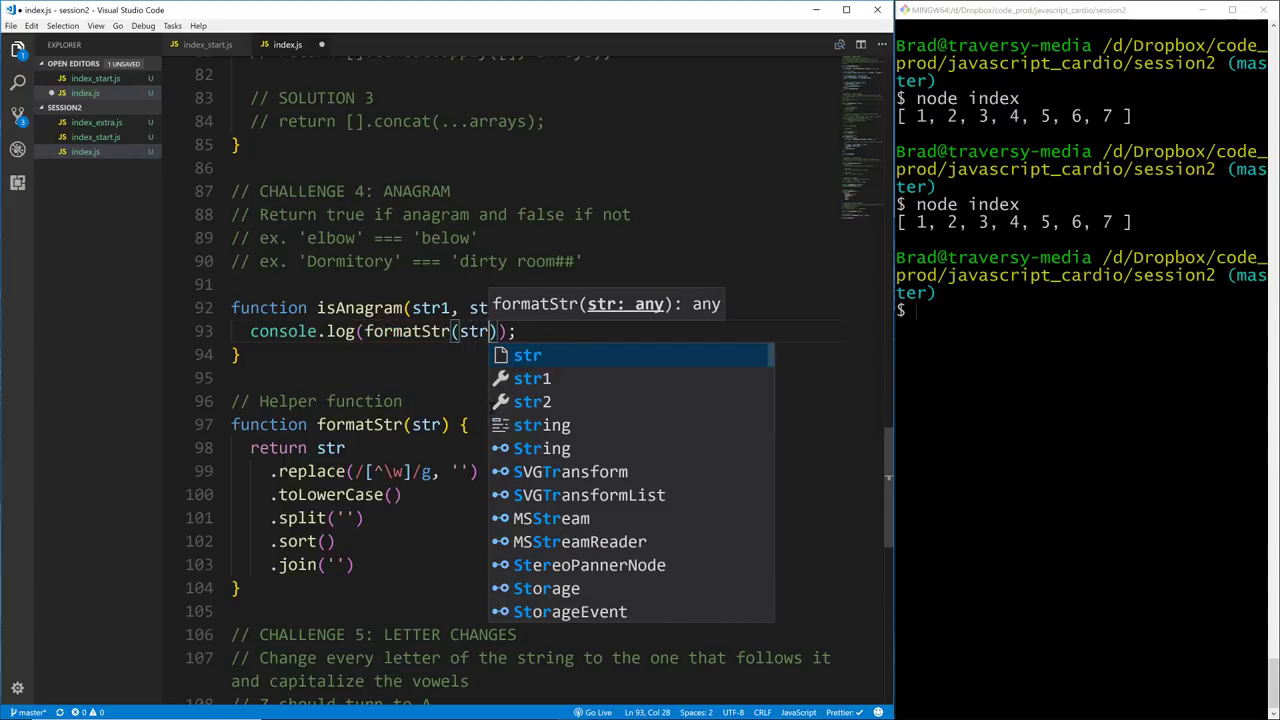 index.js - session2 - Visual Studio Code
File Edit Selection View Go Debug Tasks Help
EXPLORER
OPEN EDITORS 1 UNSAVED
index_start.js U
index.js U
SESSION2
index_extra.js U
index_start.js U
index.js U
index_start.js
index.js
82
83 // SOLUTION 3
84 // return [].concat(...arrays);
85 }
86
87 // CHALLENGE 4: ANAGRAM
88 // Return true if anagram and false if not
89 // ex. 'elbow' === 'below'
90 // ex. 'Dormitory' === 'dirty room##'
91
92 function isAnagram(str1, st
formatStr(str: any): any
93 console.log(formatStr(str));
94 }
95
96 // Helper function
97 function formatStr(str) {
98 return str
99 .replace(/[^\w]/g, '')
100 .toLowerCase()
101 .split('')
102 .sort()
103 .join('')
104 }
105
106 // CHALLENGE 5: LETTER CHANGES
107 // Change every letter of the string to the one that follows it
and capitalize the vowels
str
str1
str2
string
String
SVGTransform
SVGTransformList
MSStream
MSStreamReader
StereoPannerNode
Storage
StorageEvent
master* 0 0
Go Live Ln 93, Col 28 Spaces: 2 UTF-8 CRLF JavaScript Prettier: ✓
MINGW64:/d/Dropbox/code_prod/javascript_cardio/session2
Brad@traversy-media /d/Dropbox/code_
prod/javascript_cardio/session2 (mas
ter)
$ node index
[ 1, 2, 3, 4, 5, 6, 7 ]
Brad@traversy-media /d/Dropbox/code_
prod/javascript_cardio/session2 (mas
ter)
$ node index
[ 1, 2, 3, 4, 5, 6, 7 ]
Brad@traversy-media /d/Dropbox/code_
prod/javascript_cardio/session2 (mas
ter)
$